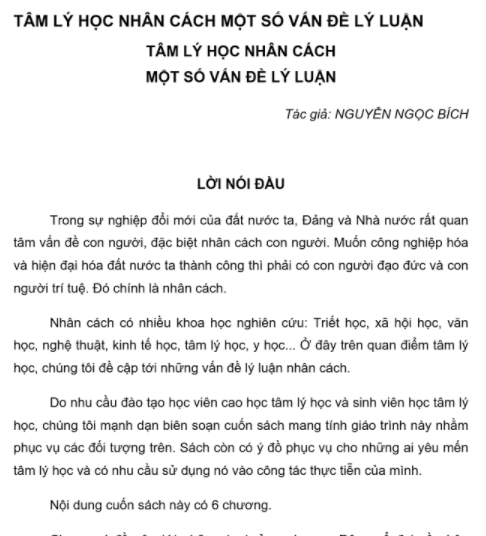 TÂM LÝ HỌC NHÂN CÁCH MỘT SỐ VẤN ĐỀ LÝ LUẬN
TÂM LÝ HỌC NHÂN CÁCH
MỘT SỐ VẤN ĐỀ LÝ LUẬN
Tác giả: NGUYỄN NGỌC BÍCH
LỜI NÓI ĐẦU
Trong sự nghiệp đổi mới của đất nước ta, Đảng và Nhà nước rất quan
tâm vấn đề con người, đặc biệt nhân cách con người. Muốn công nghiệp hóa
và hiện đại hóa đất nước ta thành công thì phải có con người đạo đức và con
người trí tuệ. Đó chính là nhân cách.
Nhân cách có nhiều khoa học nghiên cứu: Triết học, xã hội học, văn
học, nghệ thuật, kinh tế học, tâm lý học, y học... Ở đây trên quan điểm tâm lý
học, chúng tôi đề cập tới những vấn đề lý luận nhân cách.
Do nhu cầu đào tạo học viên cao học tâm lý học và sinh viên học tâm lý
học, chúng tôi mạnh dạn biên soạn cuốn sách mang tính giáo trình này nhằm
phục vụ các đối tượng trên. Sách còn có ý đồ phục vụ cho những ai yêu mến
tâm lý học và có nhu cầu sử dụng nó vào công tác thực tiễn của mình.
Nội dung cuốn sách này có 6 chương.